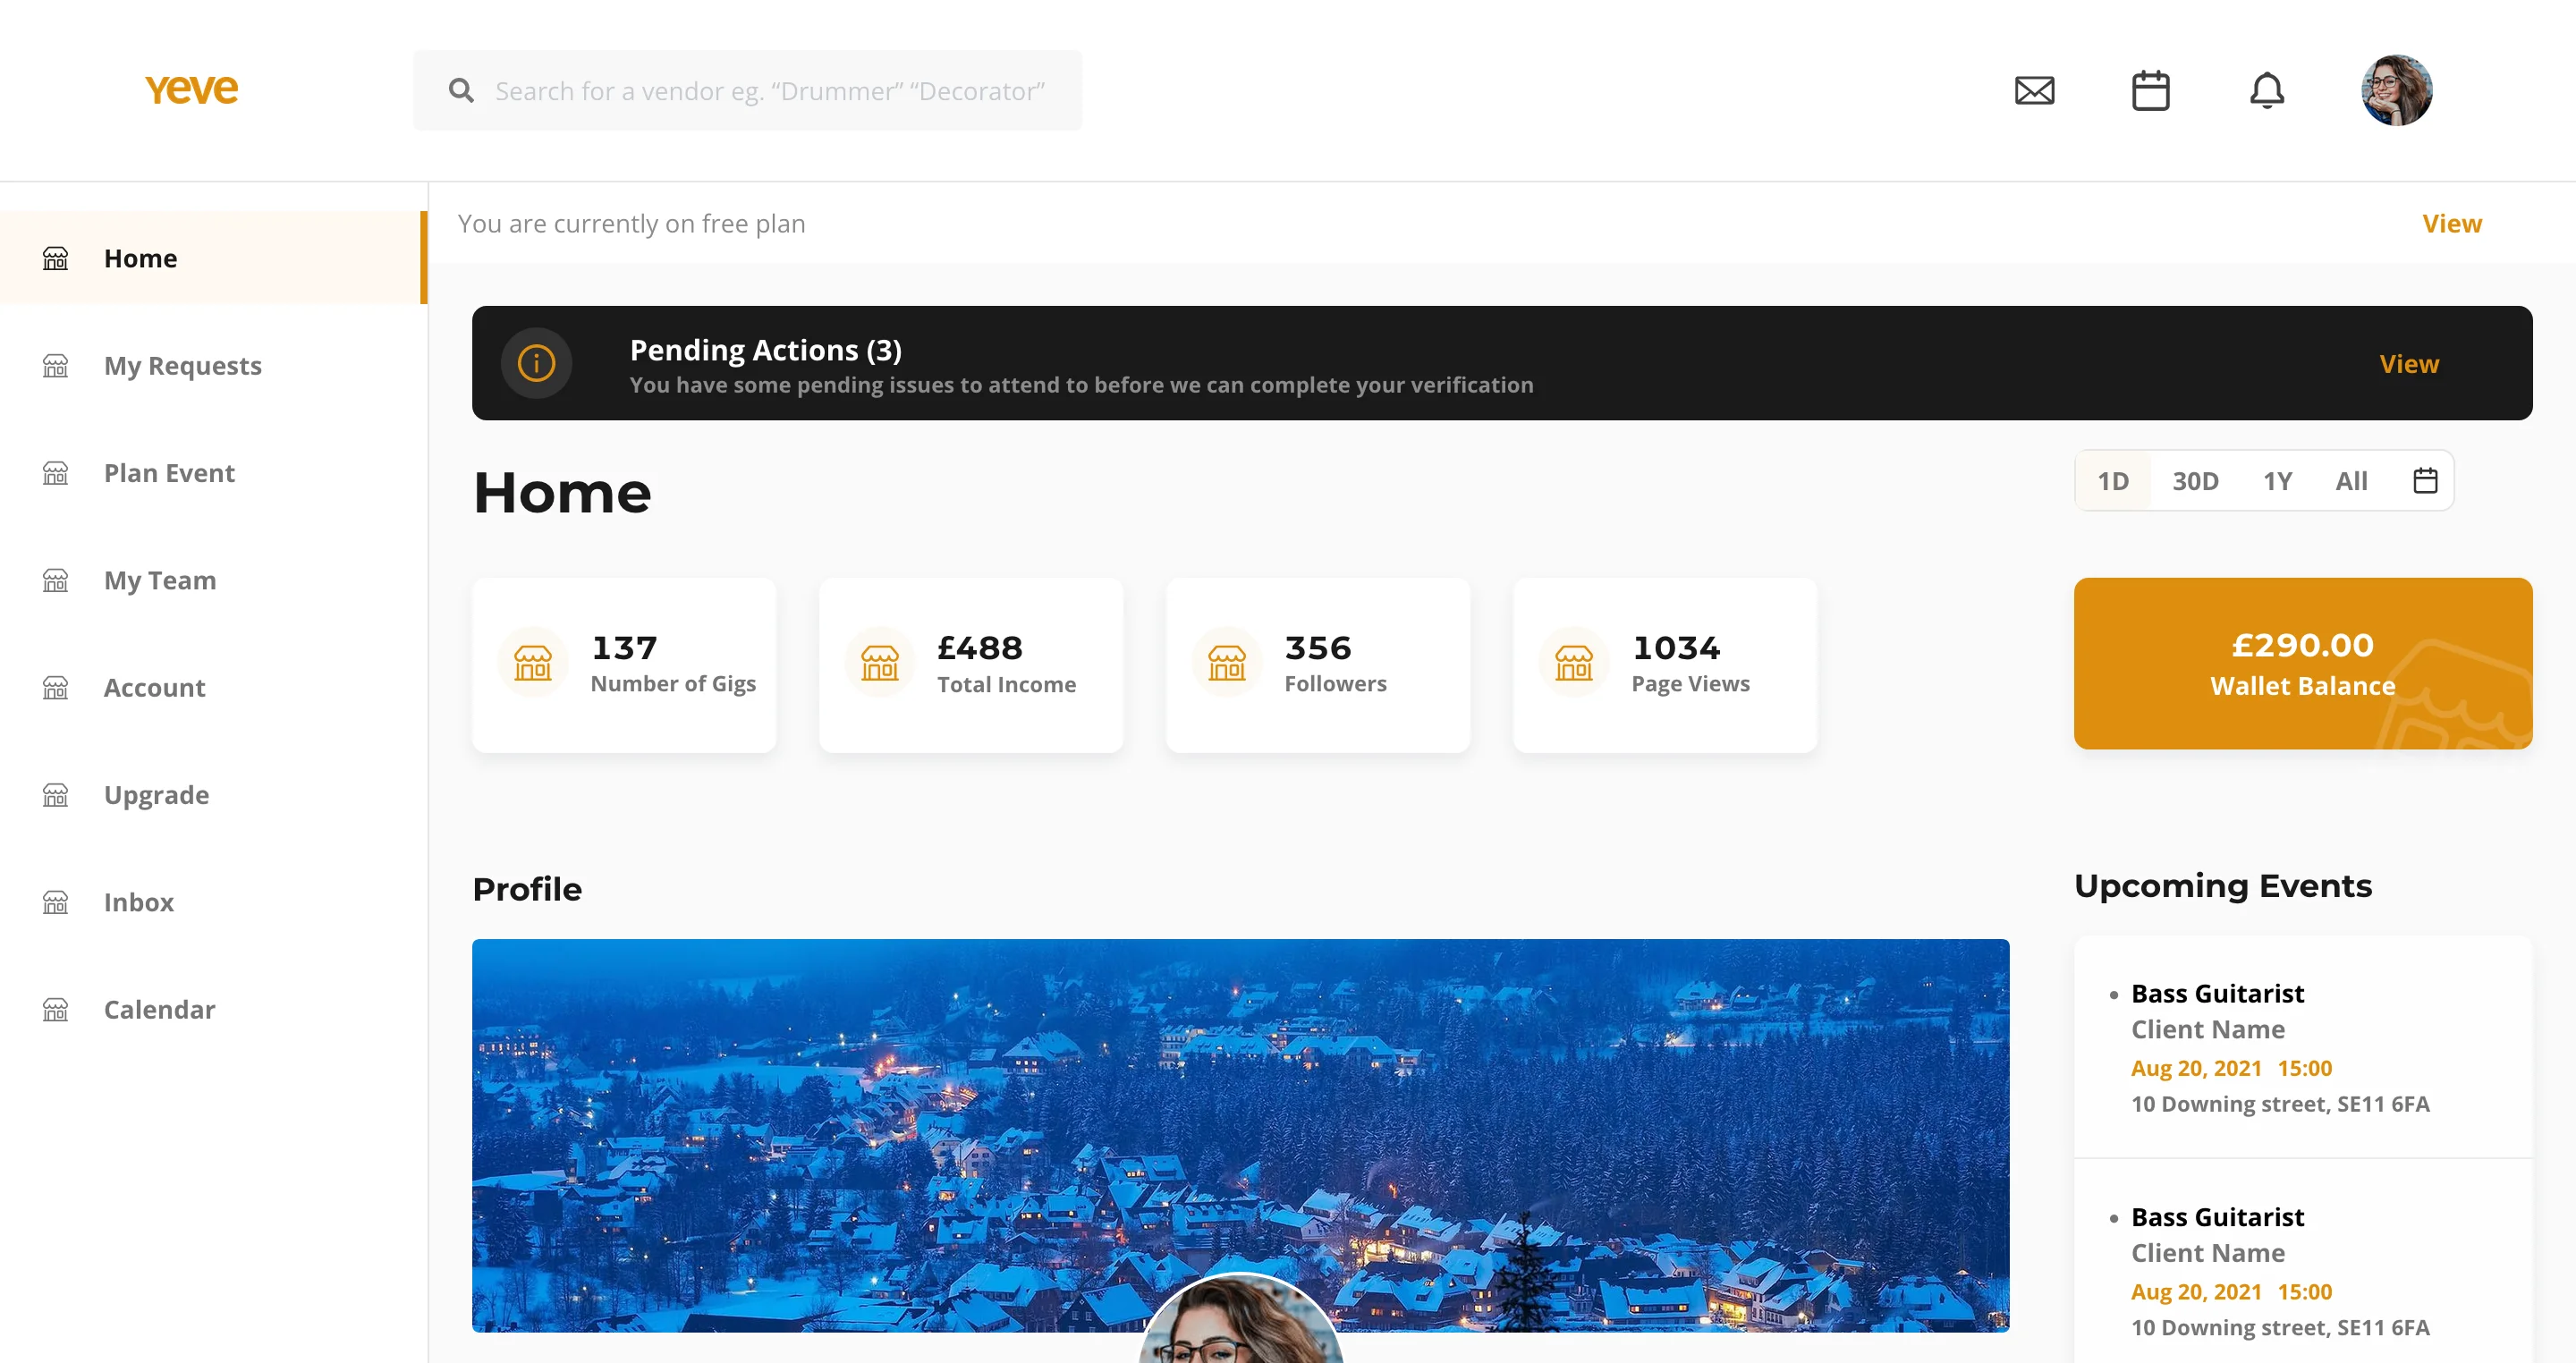 yeve
Search for a vendor eg. “Drummer” “Decorator”
Home
My Requests
Plan Event
My Team
Account
Upgrade
Inbox
Calendar
You are currently on free plan
View
Pending Actions (3)
You have some pending issues to attend to before we can complete your verification
View
Home
1D 30D 1Y All
137
Number of Gigs
£488
Total Income
356
Followers
1034
Page Views
£290.00
Wallet Balance
Profile
Upcoming Events
Bass Guitarist
Client Name
Aug 20, 2021 15:00
10 Downing street, SE11 6FA
Bass Guitarist
Client Name
Aug 20, 2021 15:00
10 Downing street, SE11 6FA